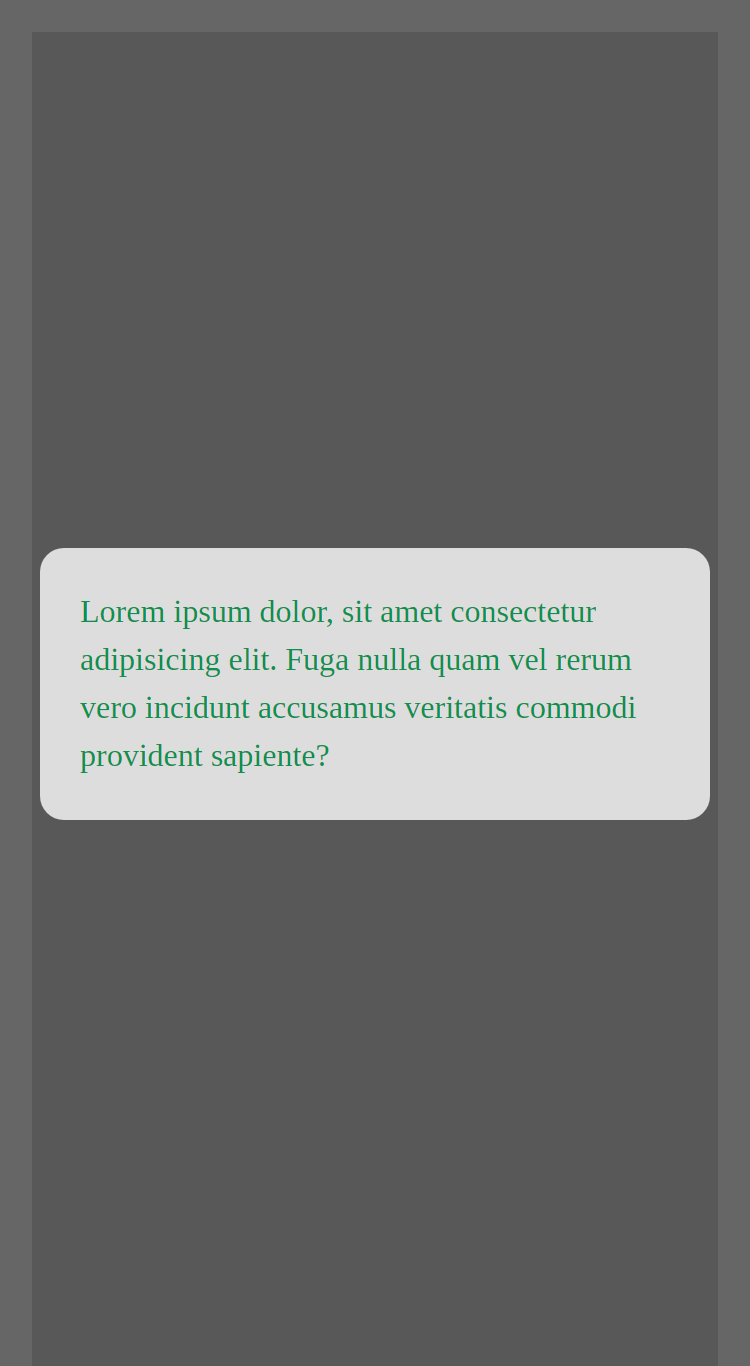 Lorem ipsum dolor, sit amet consectetur
adipisicing elit. Fuga nulla quam vel rerum
vero incidunt accusamus veritatis commodi
provident sapiente?